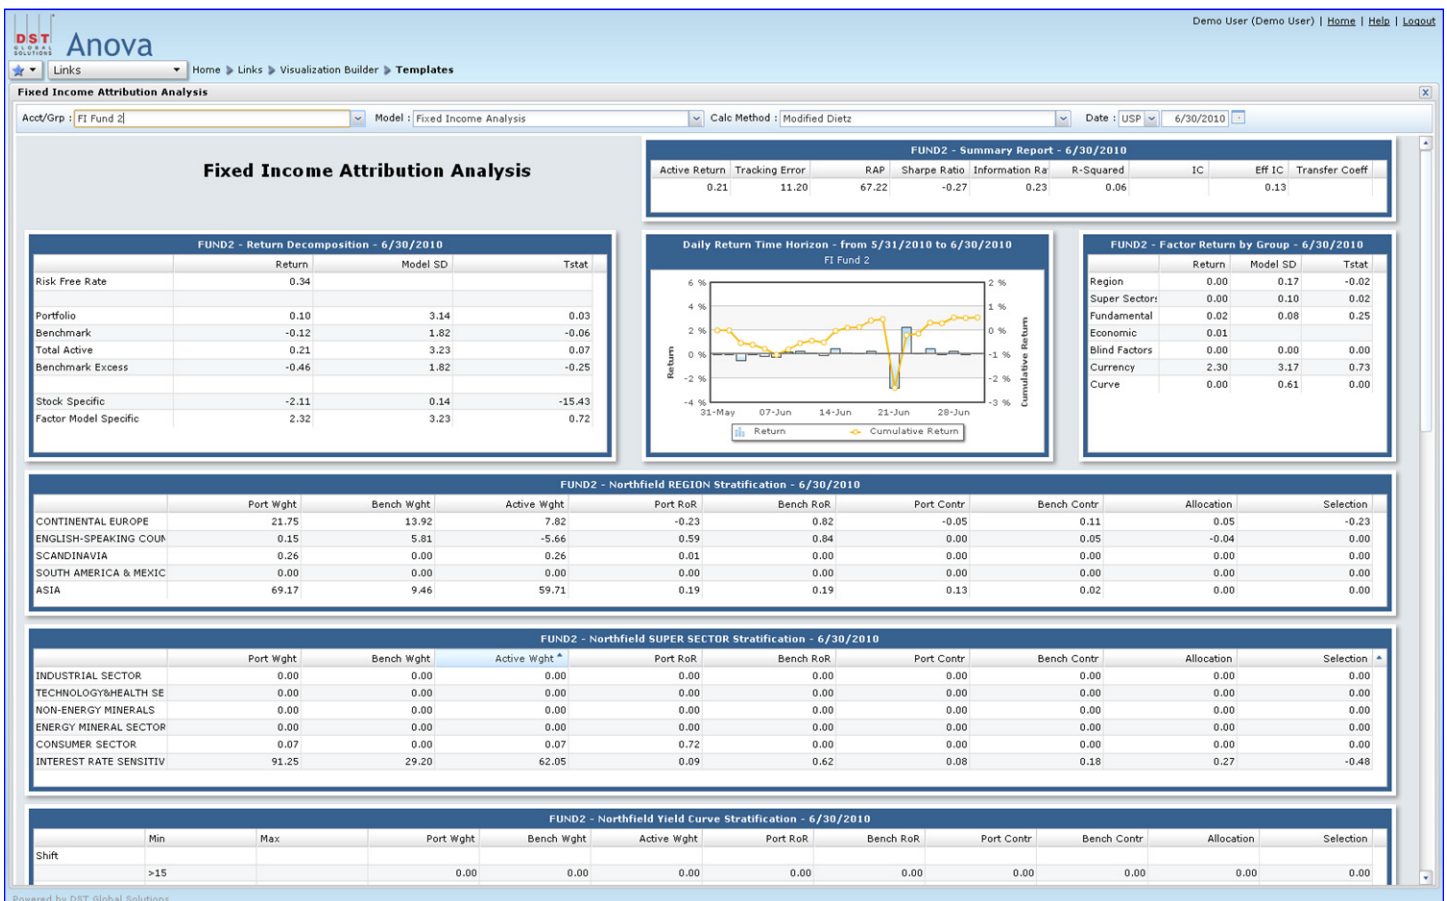 Demo User (Demo User) | Home | Help | Logout
DST
GLOBAL
SOLUTIONS
Anova
Links
Home Links Visualization Builder Templates
Fixed Income Attribution Analysis
Acct/Grp : FI Fund 2 Model : Fixed Income Analysis Calc Method : Modified Dietz Date : USP 6/30/2010
Fixed Income Attribution Analysis
FUND2 - Summary Report - 6/30/2010
Active Return Tracking Error RAP Sharpe Ratio Information Ra R-Squared IC Eff IC Transfer Coeff
0.21 11.20 67.22 -0.27 0.23 0.06 0.13
FUND2 - Return Decomposition - 6/30/2010
Return Model SD Tstat
Risk Free Rate 0.34
Portfolio 0.10 3.14 0.03
Benchmark -0.12 1.82 -0.06
Total Active 0.21 3.23 0.07
Benchmark Excess -0.46 1.82 -0.25
Stock Specific -2.11 0.14 -15.43
Factor Model Specific 2.32 3.23 0.72
Daily Return Time Horizon - from 5/31/2010 to 6/30/2010
FI Fund 2
6 % 2 %
4 % 1 %
2 % 0 %
0 % -1 %
-2 % -2 %
-4 % -3 %
Return
Cumulative Return
31-May 07-Jun 14-Jun 21-Jun 28-Jun
Return Cumulative Return
FUND2 - Factor Return by Group - 6/30/2010
Return Model SD Tstat
Region 0.00 0.17 -0.02
Super Sectors 0.00 0.10 0.02
Fundamental 0.02 0.08 0.25
Economic 0.01
Blind Factors 0.00 0.00 0.00
Currency 2.30 3.17 0.73
Curve 0.00 0.61 0.00
FUND2 - Northfield REGION Stratification - 6/30/2010
Port Wght Bench Wght Active Wght Port RoR Bench RoR Port Contr Bench Contr Allocation Selection
CONTINENTAL EUROPE 21.75 13.92 7.82 -0.23 0.82 -0.05 0.11 0.05 -0.23
ENGLISH-SPEAKING COUN 0.15 5.81 -5.66 0.59 0.84 0.00 0.05 -0.04 0.00
SCANDINAVIA 0.26 0.00 0.26 0.01 0.00 0.00 0.00 0.00 0.00
SOUTH AMERICA & MEXIC 0.00 0.00 0.00 0.00 0.00 0.00 0.00 0.00 0.00
ASIA 69.17 9.46 59.71 0.19 0.19 0.13 0.02 0.00 0.00
FUND2 - Northfield SUPER SECTOR Stratification - 6/30/2010
Port Wght Bench Wght Active Wght Port RoR Bench RoR Port Contr Bench Contr Allocation Selection
INDUSTRIAL SECTOR 0.00 0.00 0.00 0.00 0.00 0.00 0.00 0.00 0.00
TECHNOLOGY&HEALTH SE 0.00 0.00 0.00 0.00 0.00 0.00 0.00 0.00 0.00
NON-ENERGY MINERALS 0.00 0.00 0.00 0.00 0.00 0.00 0.00 0.00 0.00
ENERGY MINERAL SECTOR 0.00 0.00 0.00 0.00 0.00 0.00 0.00 0.00 0.00
CONSUMER SECTOR 0.07 0.00 0.07 0.72 0.00 0.00 0.00 0.00 0.00
INTEREST RATE SENSITIV 91.25 29.20 62.05 0.09 0.62 0.08 0.18 0.27 -0.48
FUND2 - Northfield Yield Curve Stratification - 6/30/2010
Min Max Port Wght Bench Wght Active Wght Port RoR Bench RoR Port Contr Bench Contr Allocation Selection
Shift
>15 0.00 0.00 0.00 0.00 0.00 0.00 0.00 0.00 0.00
Powered by DST Global Solutions